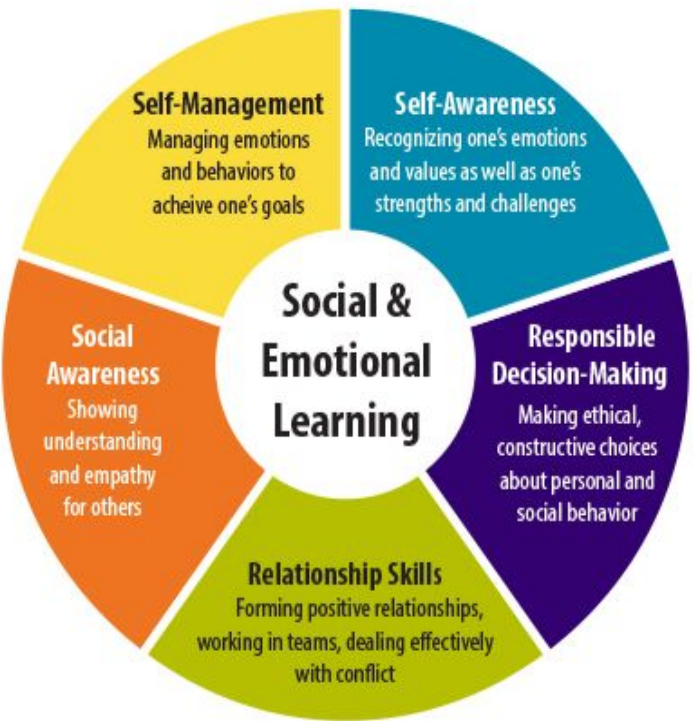 Social &
Emotional
Learning
Self-Management
Managing emotions
and behaviors to
acheive one's goals
Self-Awareness
Recognizing one's emotions
and values as well as one's
strengths and challenges
Responsible
Decision-Making
Making ethical,
constructive choices
about personal and
social behavior
Relationship Skills
Forming positive relationships,
working in teams, dealing effectively
with conflict
Social
Awareness
Showing
understanding
and empathy
for others